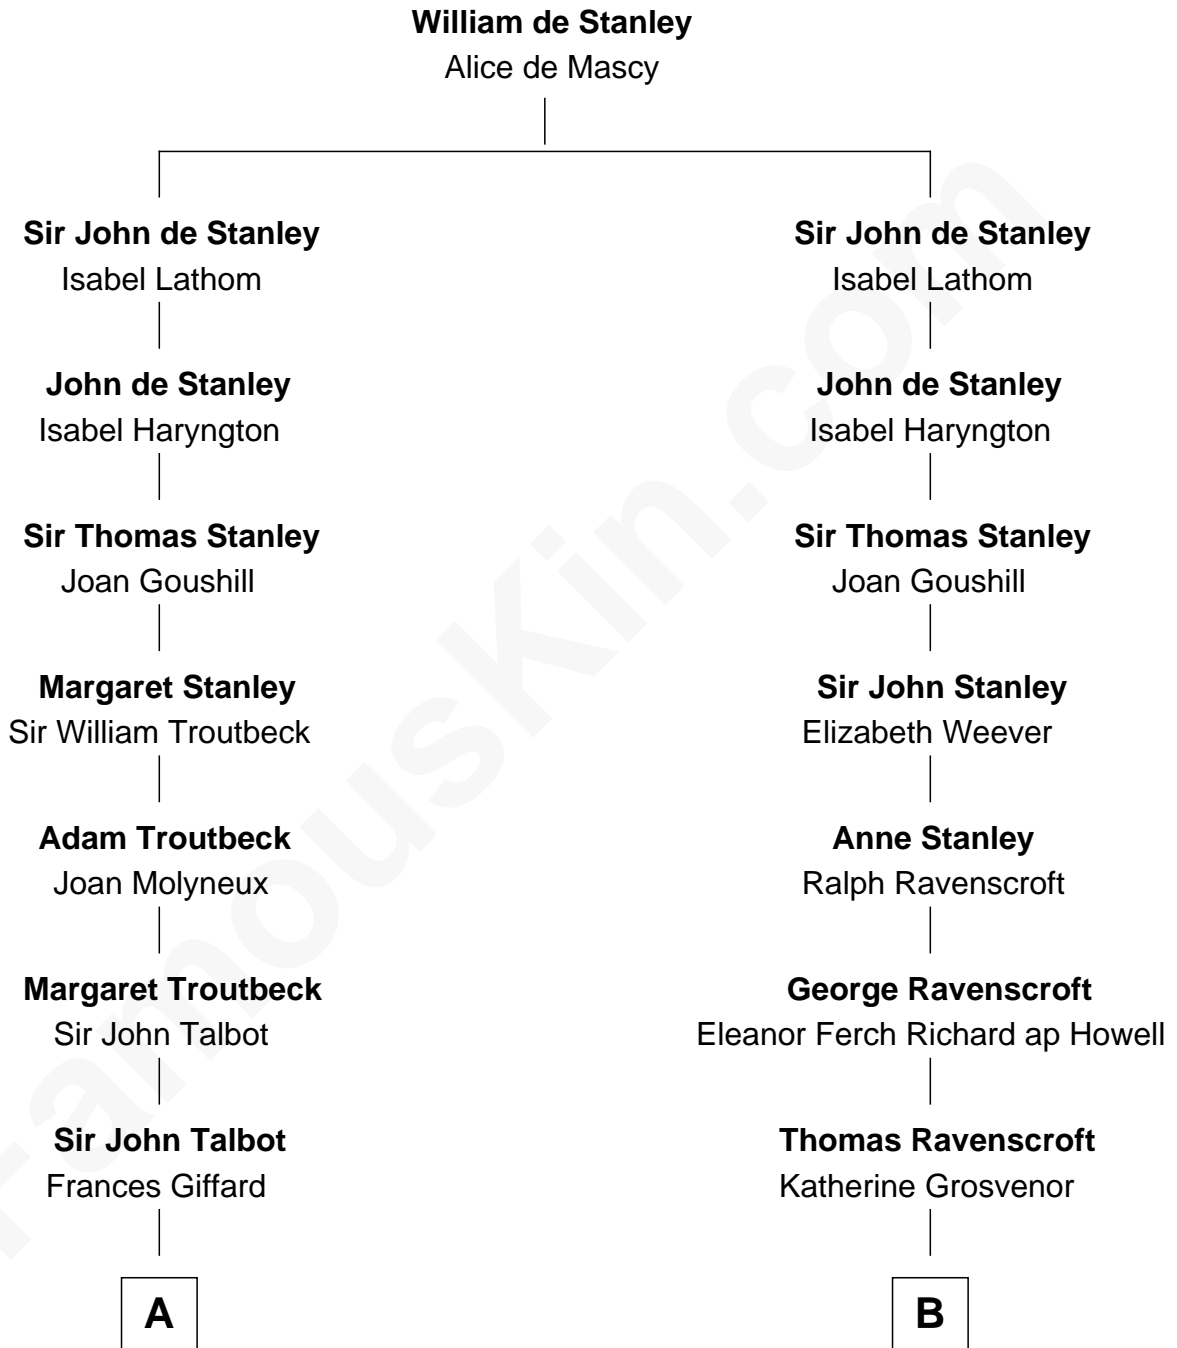 William de Stanley
Alice de Mascy
Sir John de Stanley
Isabel Lathom
Sir John de Stanley
Isabel Lathom
John de Stanley
Isabel Haryngton
John de Stanley
Isabel Haryngton
Sir Thomas Stanley
Joan Goushill
Sir Thomas Stanley
Joan Goushill
Margaret Stanley
Sir William Troutbeck
Sir John Stanley
Elizabeth Weever
Adam Troutbeck
Joan Molyneux
Anne Stanley
Ralph Ravenscroft
Margaret Troutbeck
Sir John Talbot
George Ravenscroft
Eleanor Ferch Richard ap Howell
Sir John Talbot
Frances Giffard
Thomas Ravenscroft
Katherine Grosvenor
A
B
FamousKin.com